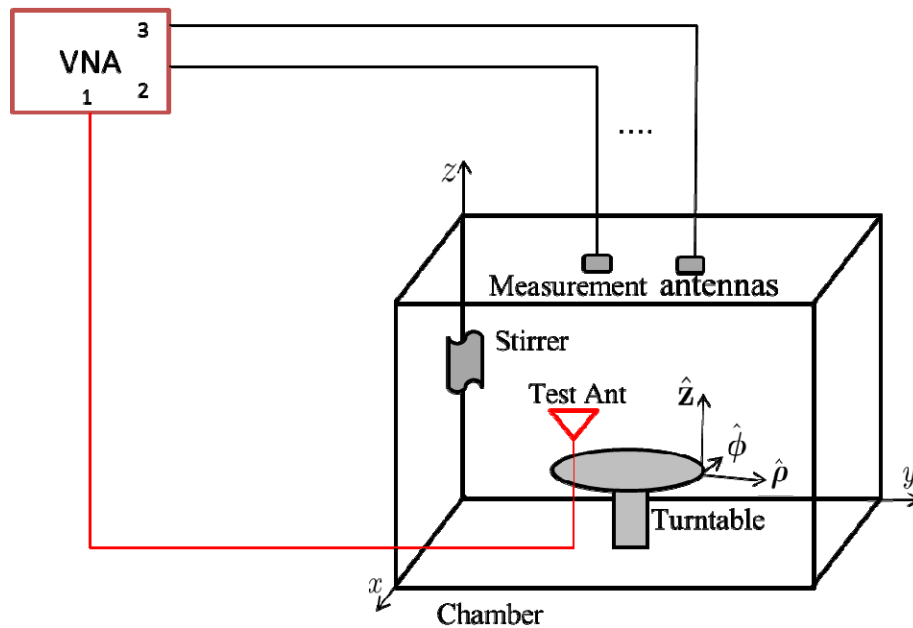 3
VNA
1
2
....
z
Measurement antennas
Stirrer
Test Ant
ẑ
ϕ̂
ρ̂
y
Turntable
x
Chamber